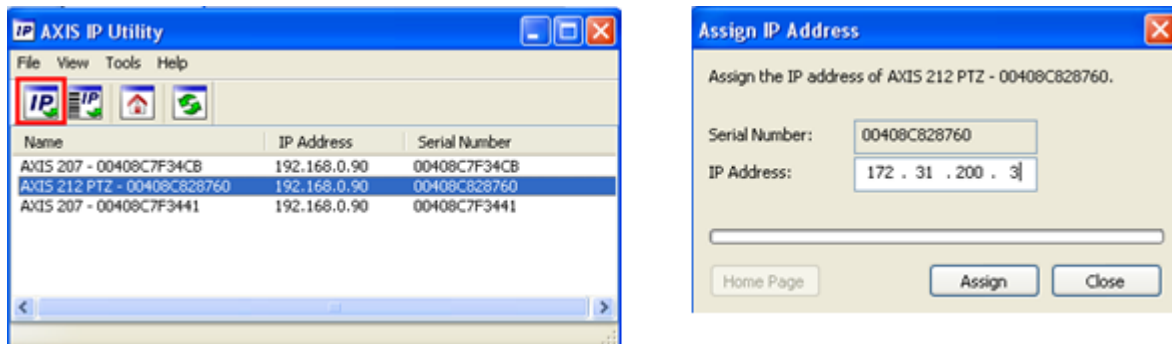 IP AXIS IP Utility
File View Tools Help
IP IP
Name IP Address Serial Number
AXIS 207 - 00408C7F34CB 192.168.0.90 00408C7F34CB
AXIS 212 PTZ - 00408C828760 192.168.0.90 00408C828760
AXIS 207 - 00408C7F3441 192.168.0.90 00408C7F3441
Assign IP Address
Assign the IP address of AXIS 212 PTZ - 00408C828760.
Serial Number: 00408C828760
IP Address: 172 . 31 . 200 . 3
Home Page Assign Close